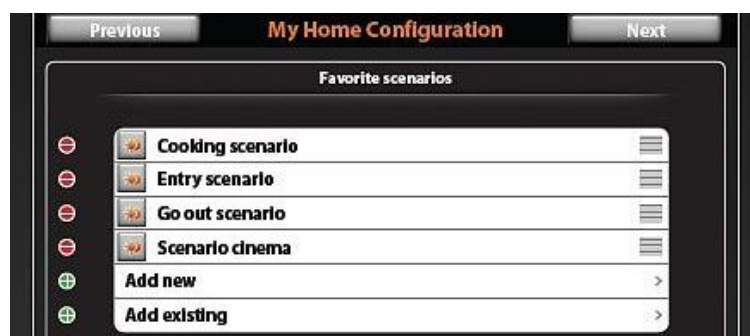 Previous My Home Configuration Next
Favorite scenarios
Cooking scenario
Entry scenario
Go out scenario
Scenario cinema
Add new
Add existing